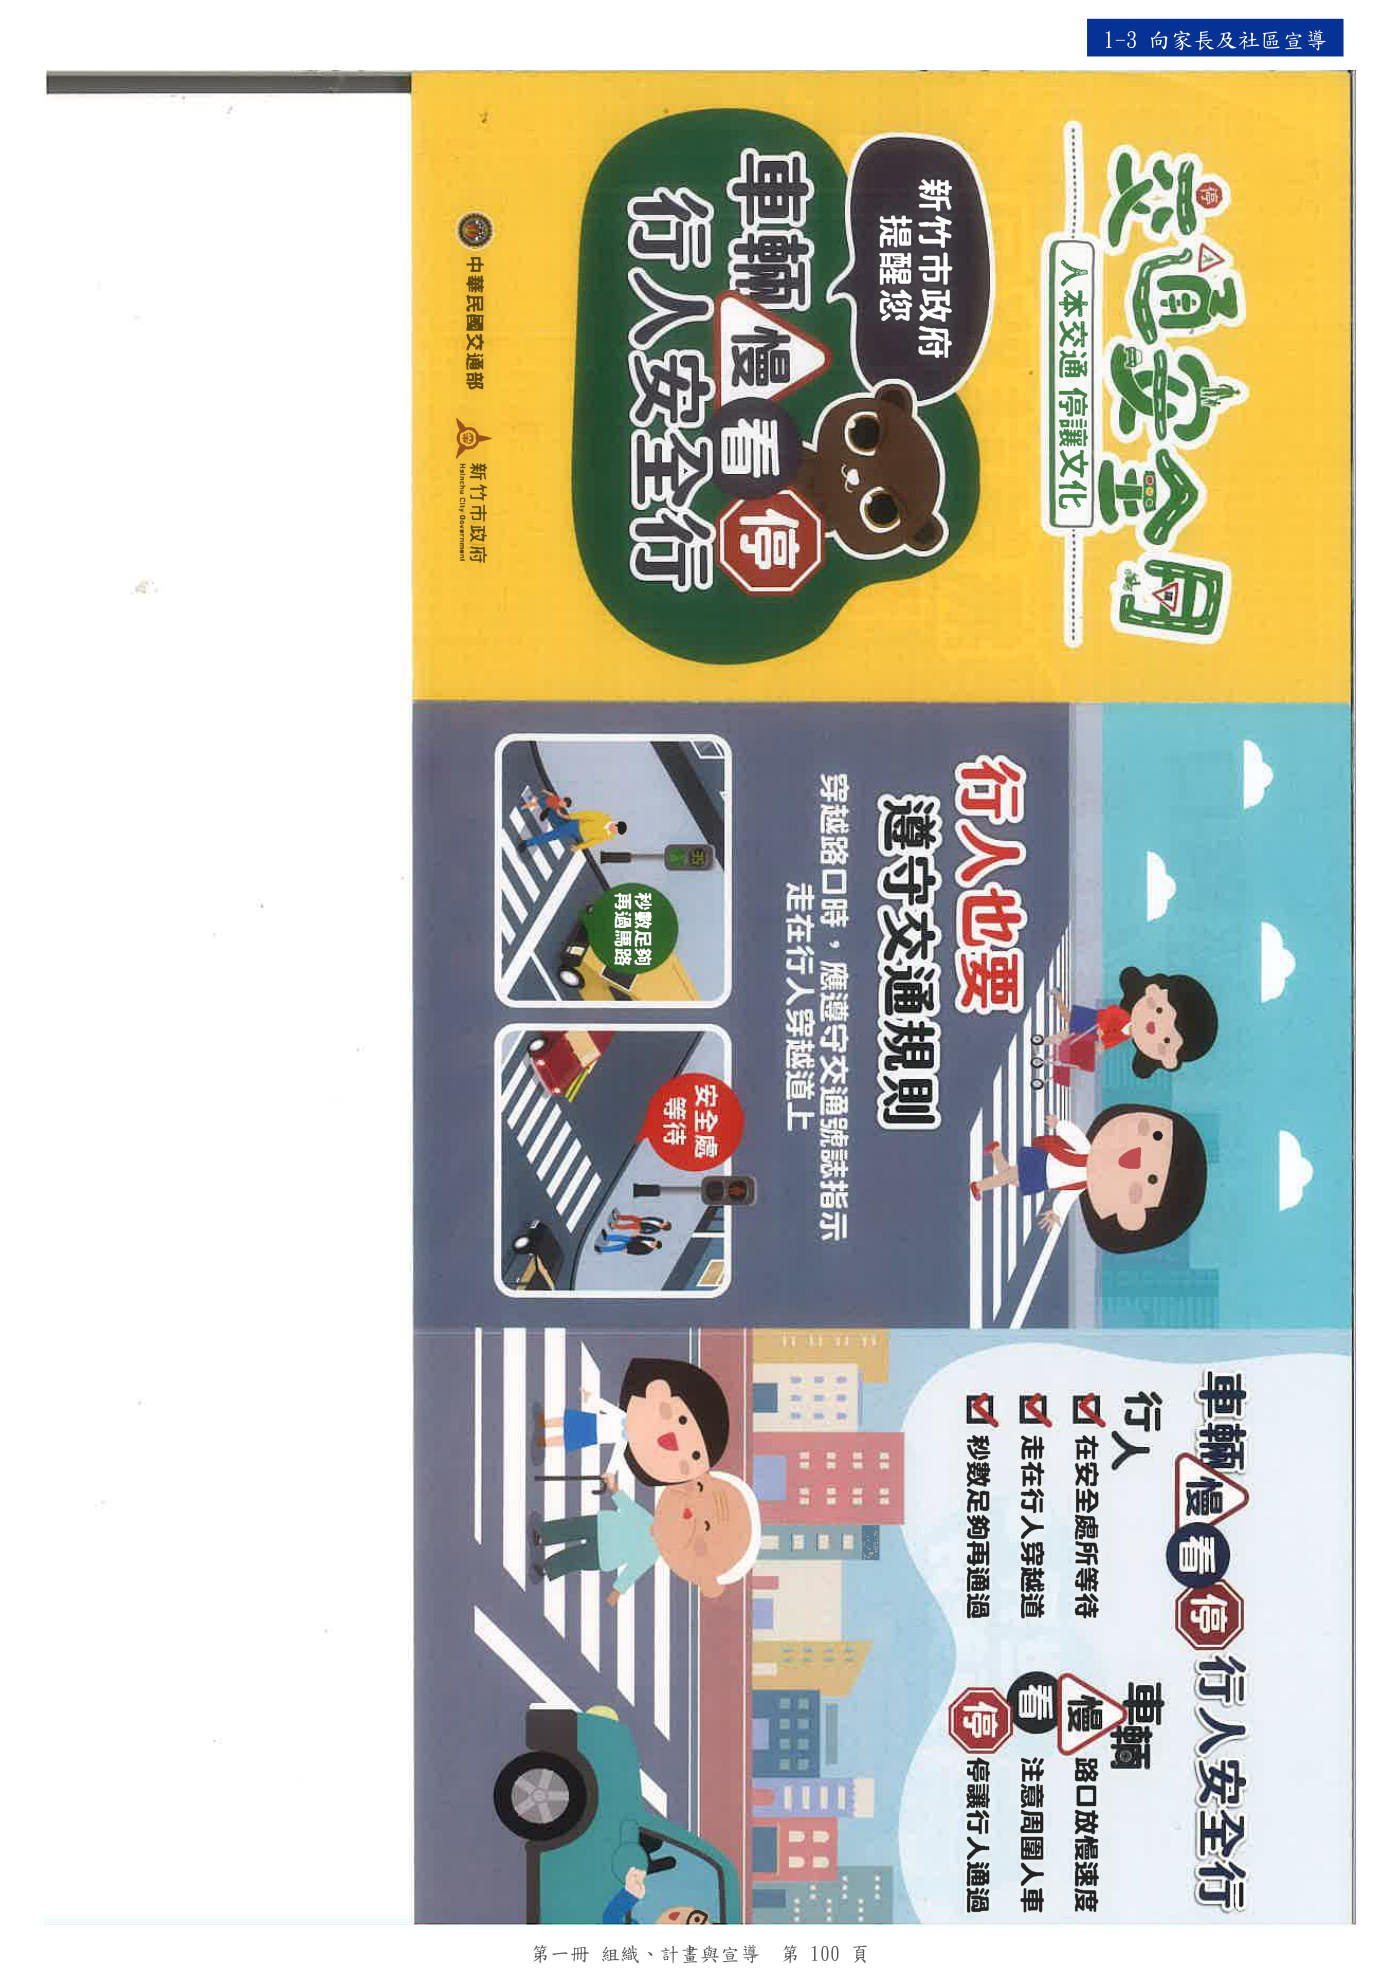 1-3 向家長及社區宣導
交通安全月
停
人本交通 停讓文化
新竹市政府
提醒您
車輛慢看停
行人安全行
中華民國交通部
新竹市政府
Hsinchu City Government
行人也要
遵守交通規則
穿越路口時，應遵守交通號誌指示
走在行人穿越道上
35
秒數足夠
再過馬路
安全處
等待
車輛慢看停行人安全行
行人
在安全處所等待
走在行人穿越道
秒數足夠再通過
車輛
慢 路口放慢速度
看 注意周圍人車
停 停讓行人通過
第一冊 組織、計畫與宣導 第 100 頁